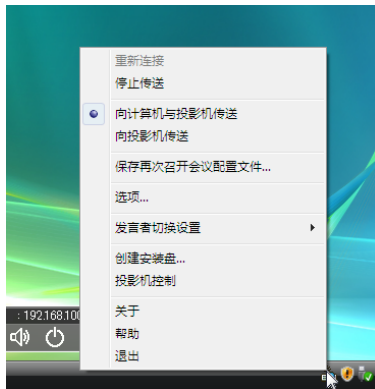 重新连接
停止传送
向计算机与投影机传送
向投影机传送
保存再次召开会议配置文件...
选项...
发言者切换设置
创建安装盘...
投影机控制
关于
帮助
退出
: 192.168.100